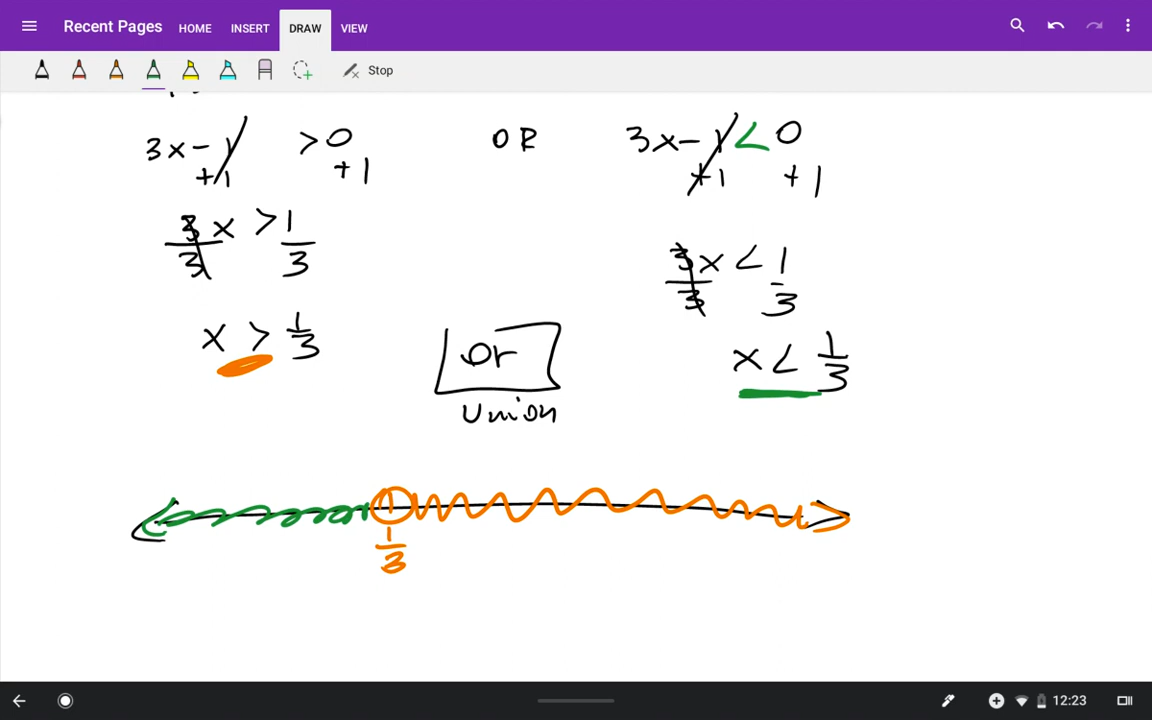 Recent Pages HOME INSERT DRAW VIEW
Stop
3x-1 >0 OR 3x-1<0
+1 +1 +1 +1
3x >1 3x <1
3 3 3 3
x > 1/3 or x < 1/3
Union
1/3
12:23